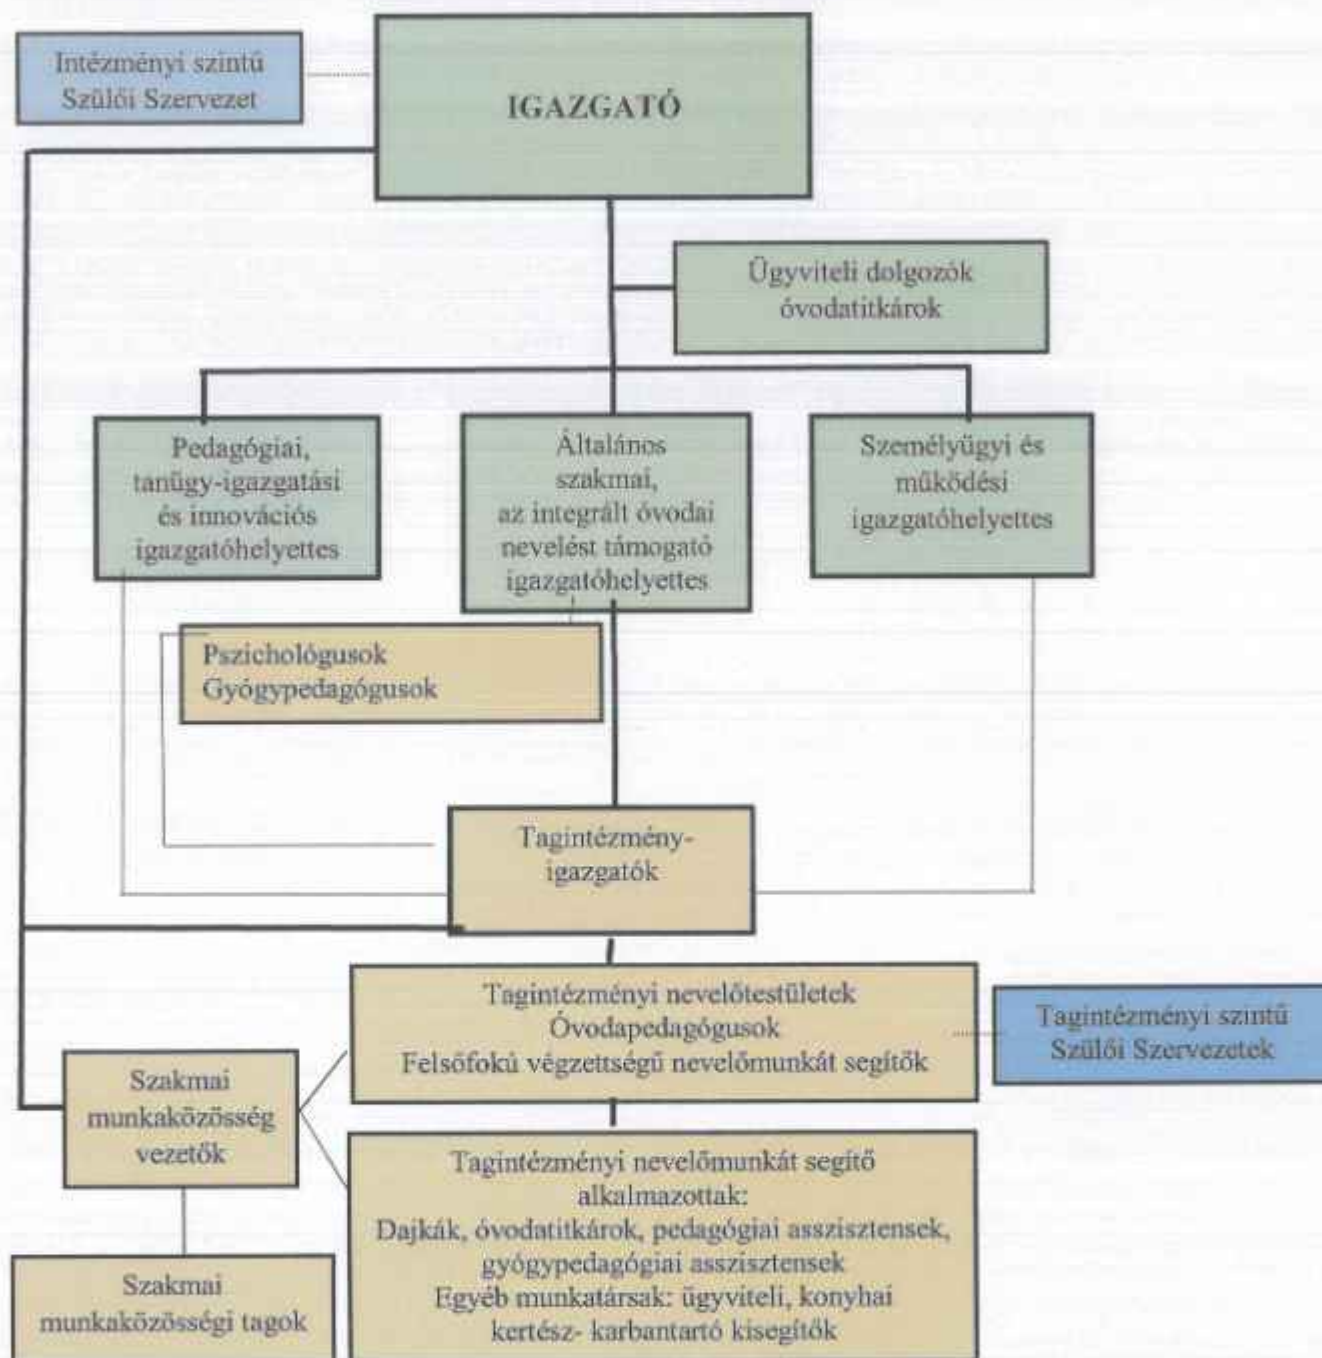 Intézményi szintű
Szülői Szervezet
IGAZGATÓ
Ügyviteli dolgozók
óvodatitkárok
Pedagógiai,
tanügy-igazgatási
és innovációs
igazgatóhelyettes
Általános
szakmai,
az integrált óvodai
nevelést támogató
igazgatóhelyettes
Személyügyi és
működési
igazgatóhelyettes
Pszichológusok
Gyógypedagógusok
Tagintézmény-
igazgatók
Tagintézményi nevelőtestületek
Óvodapedagógusok
Felsőfokú végzettségű nevelőmunkát segítők
Tagintézményi szintű
Szülői Szervezetek
Szakmai
munkaközösség
vezetők
Tagintézményi nevelőmunkát segítő
alkalmazottak:
Dajkák, óvodatitkárok, pedagógiai asszisztensek,
gyógypedagógiai asszisztensek
Egyéb munkatársak: ügyviteli, konyhai
kertész- karbantartó kisegítők
Szakmai
munkaközösségi tagok